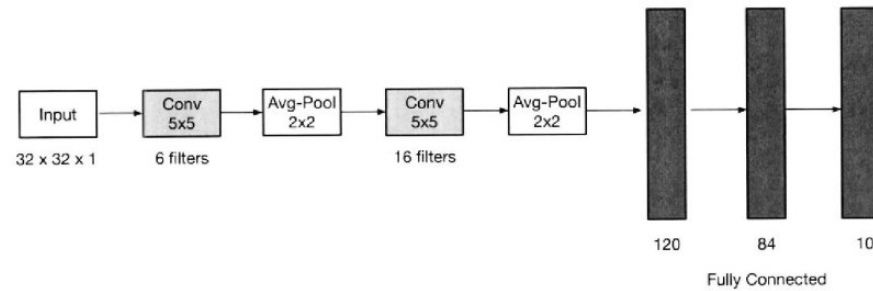 Input
32 x 32 x 1
Conv
5x5
6 filters
Avg-Pool
2x2
Conv
5x5
16 filters
Avg-Pool
2x2
120
84
10
Fully Connected